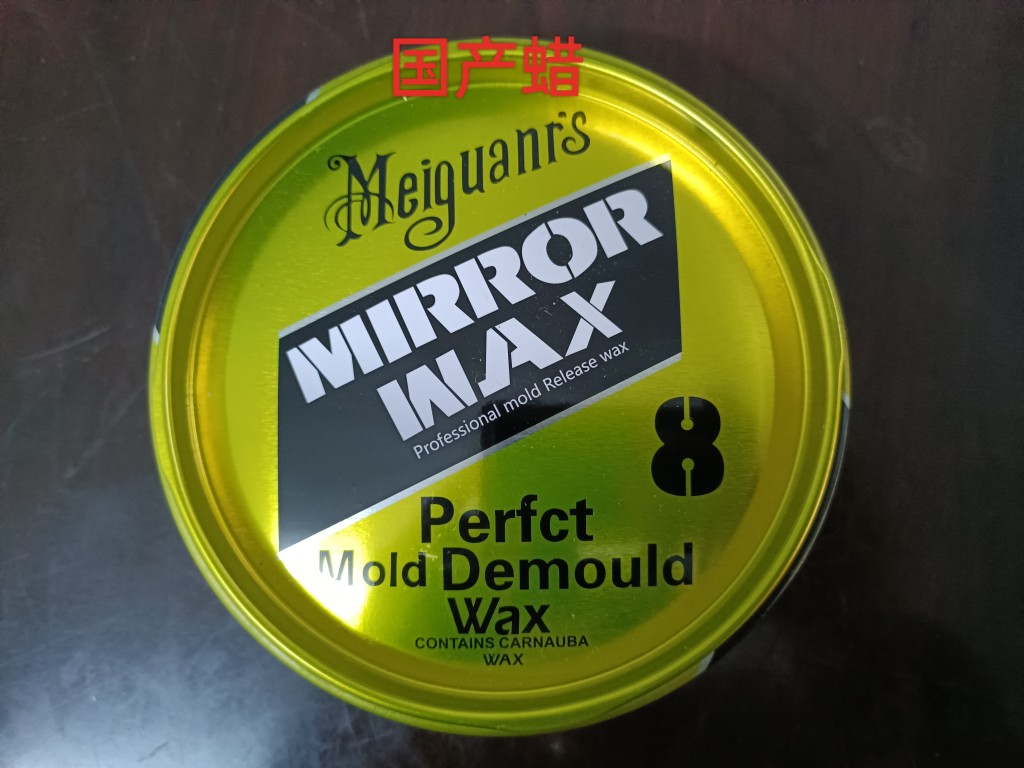 国产蜡
Meiguanr's
MIRROR
WAX
Professional mold Release wax
8
Perfct
Mold Demould
Wax
CONTAINS CARNAUBA
WAX